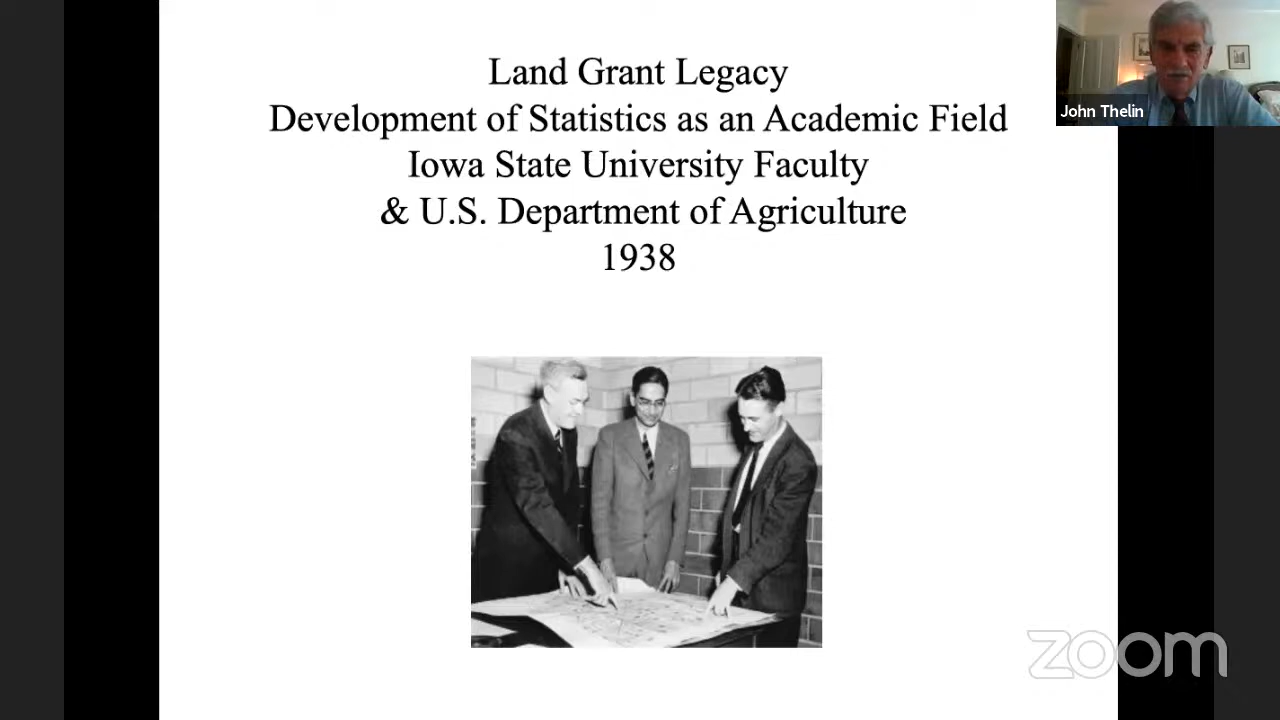 Land Grant Legacy
Development of Statistics as an Academic Field
Iowa State University Faculty
& U.S. Department of Agriculture
1938
John Thelin
zoom